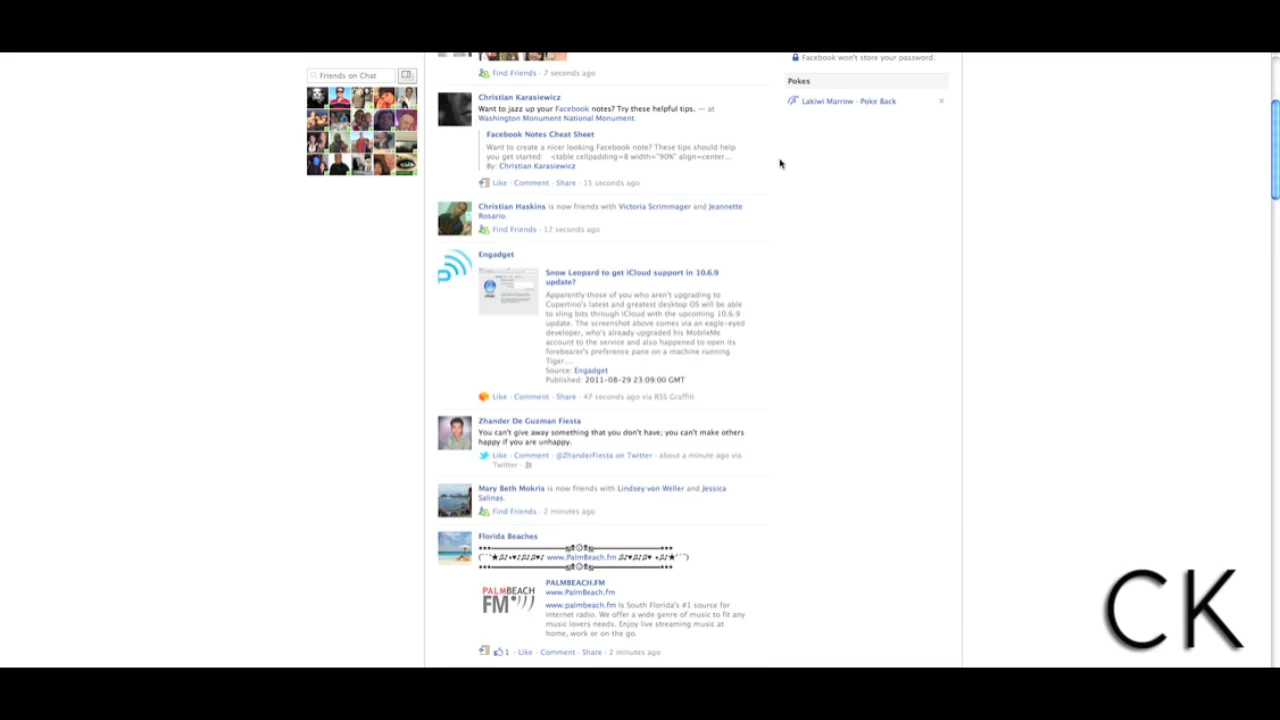 Friends on Chat
Find Friends · 7 seconds ago
Christian Karasiewicz
Want to jazz up your Facebook notes? Try these helpful tips. — at
Washington Monument National Monument.
Facebook Notes Cheat Sheet
Want to create a nicer looking Facebook note? These tips should help
you get started: <table cellpadding=8 width="90%" align=center...
By: Christian Karasiewicz
Like · Comment · Share · 15 seconds ago
Christian Haskins is now friends with Victoria Scrimmager and Jeannette
Rosario.
Find Friends · 17 seconds ago
Engadget
Snow Leopard to get iCloud support in 10.6.9
update?
Apparently those of you who aren't upgrading to
Cupertino's latest and greatest desktop OS will be able
to sling bits through iCloud with the upcoming 10.6.9
update. The screenshot above comes via an eagle-eyed
developer, who's already upgraded his MobileMe
account to the service and also happened to open its
forebearer's preference pane on a machine running
Tiger....
Source: Engadget
Published: 2011-08-29 23:09:00 GMT
Like · Comment · Share · 47 seconds ago via RSS Graffiti
Zhander De Guzman Fiesta
You can't give away something that you don't have; you can't make others
happy if you are unhappy.
Like · Comment · @ZhanderFiesta on Twitter · about a minute ago via
Twitter ·
Mary Beth Mokris is now friends with Lindsey von Weller and Jessica
Salinas.
Find Friends · 2 minutes ago
Florida Beaches
www.PalmBeach.fm
PALMBEACH
FM
PALMBEACH.FM
www.PalmBeach.fm
www.palmbeach.fm Is South Florida's #1 source for
internet radio. We offer a wide genre of music to fit any
music lovers needs. Enjoy live streaming music at
home, work or on the go.
1 · Like · Comment · Share · 2 minutes ago
Facebook won't store your password.
Pokes
Lakiwi Marrow · Poke Back
CK